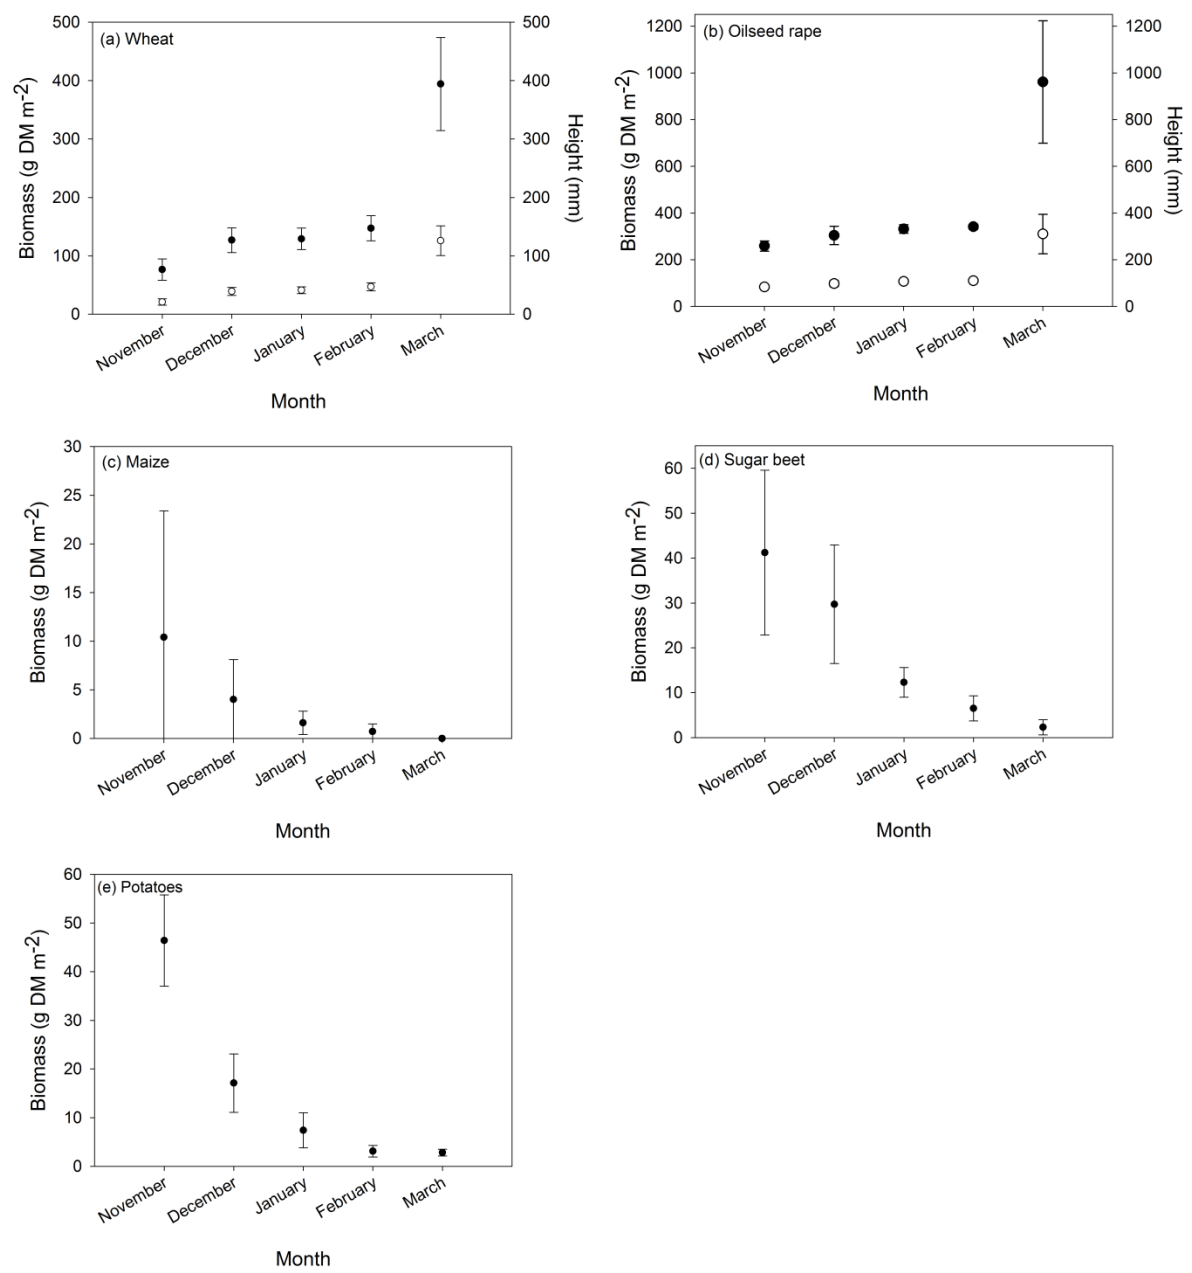 (a) Wheat
Biomass (g DM m-2)
500
400
300
200
100
0
500
400
300
200
100
0
Height (mm)
November
December
January
February
March
Month
(b) Oilseed rape
Biomass (g DM m-2)
1200
1000
800
600
400
200
0
1200
1000
800
600
400
200
0
Height (mm)
November
December
January
February
March
Month
(c) Maize
Biomass (g DM m-2)
30
25
20
15
10
5
0
November
December
January
February
March
Month
(d) Sugar beet
Biomass (g DM m-2)
60
50
40
30
20
10
0
November
December
January
February
March
Month
(e) Potatoes
Biomass (g DM m-2)
60
50
40
30
20
10
0
November
December
January
February
March
Month